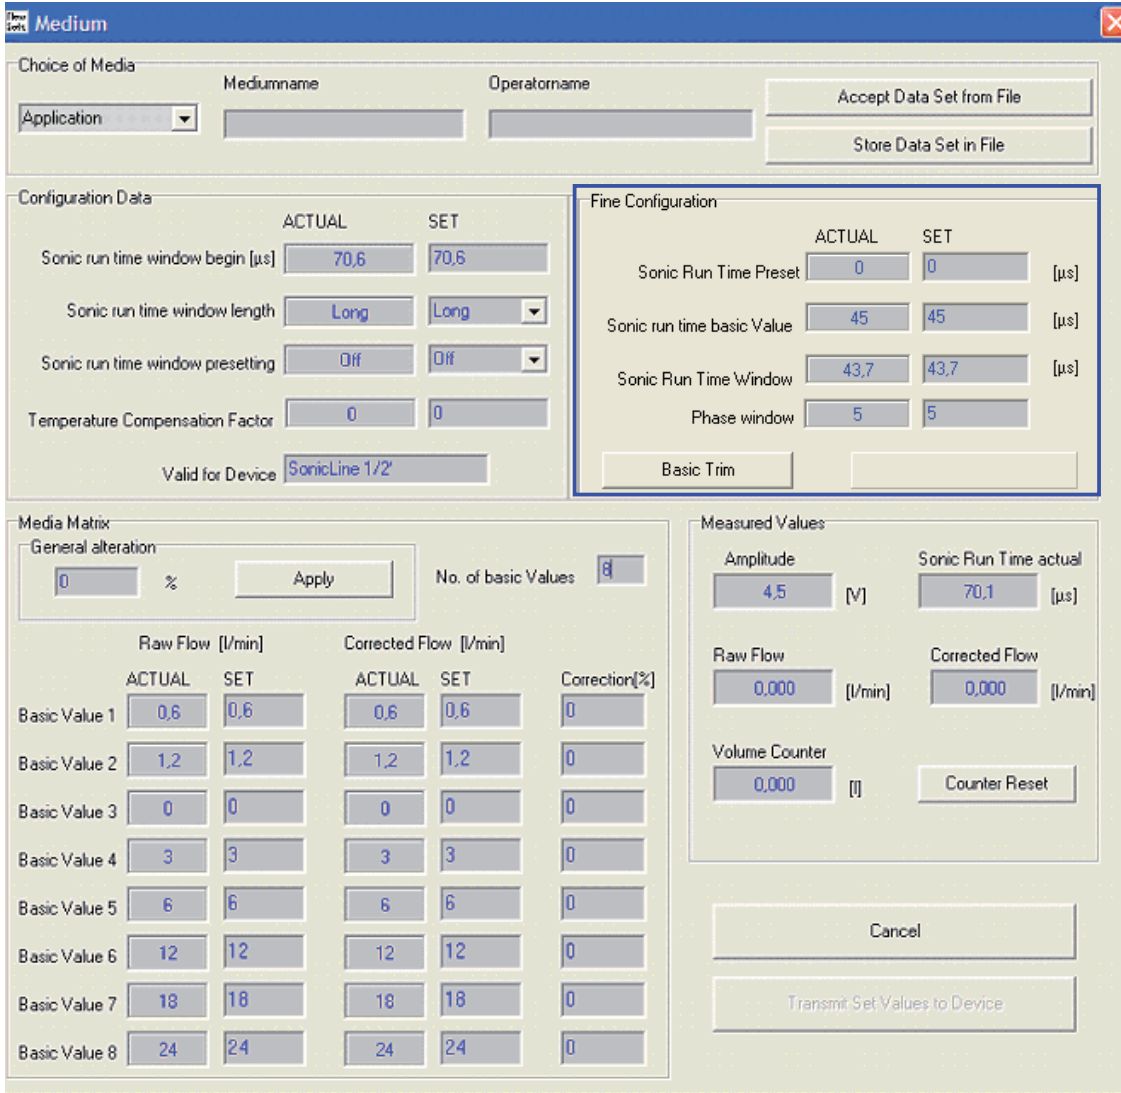 Medium
Choice of Media
Mediumname Operatorname
Application
Accept Data Set from File
Store Data Set in File
Configuration Data
ACTUAL SET
Sonic run time window begin [µs] 70,6 70,6
Sonic run time window length Long Long
Sonic run time window presetting Off Off
Temperature Compensation Factor 0 0
Valid for Device SonicLine 1/2'
Fine Configuration
ACTUAL SET
Sonic Run Time Preset 0 0 [µs]
Sonic run time basic Value 45 45 [µs]
Sonic Run Time Window 43,7 43,7 [µs]
Phase window 5 5
Basic Trim
Media Matrix
General alteration
0 % Apply
No. of basic Values 8
Raw Flow [l/min] Corrected Flow [l/min]
ACTUAL SET ACTUAL SET Correction[%]
Basic Value 1 0,6 0,6 0,6 0,6 0
Basic Value 2 1,2 1,2 1,2 1,2 0
Basic Value 3 0 0 0 0 0
Basic Value 4 3 3 3 3 0
Basic Value 5 6 6 6 6 0
Basic Value 6 12 12 12 12 0
Basic Value 7 18 18 18 18 0
Basic Value 8 24 24 24 24 0
Measured Values
Amplitude Sonic Run Time actual
4,5 [V] 70,1 [µs]
Raw Flow Corrected Flow
0,000 [l/min] 0,000 [l/min]
Volume Counter
0,000 [l] Counter Reset
Cancel
Transmit Set Values to Device